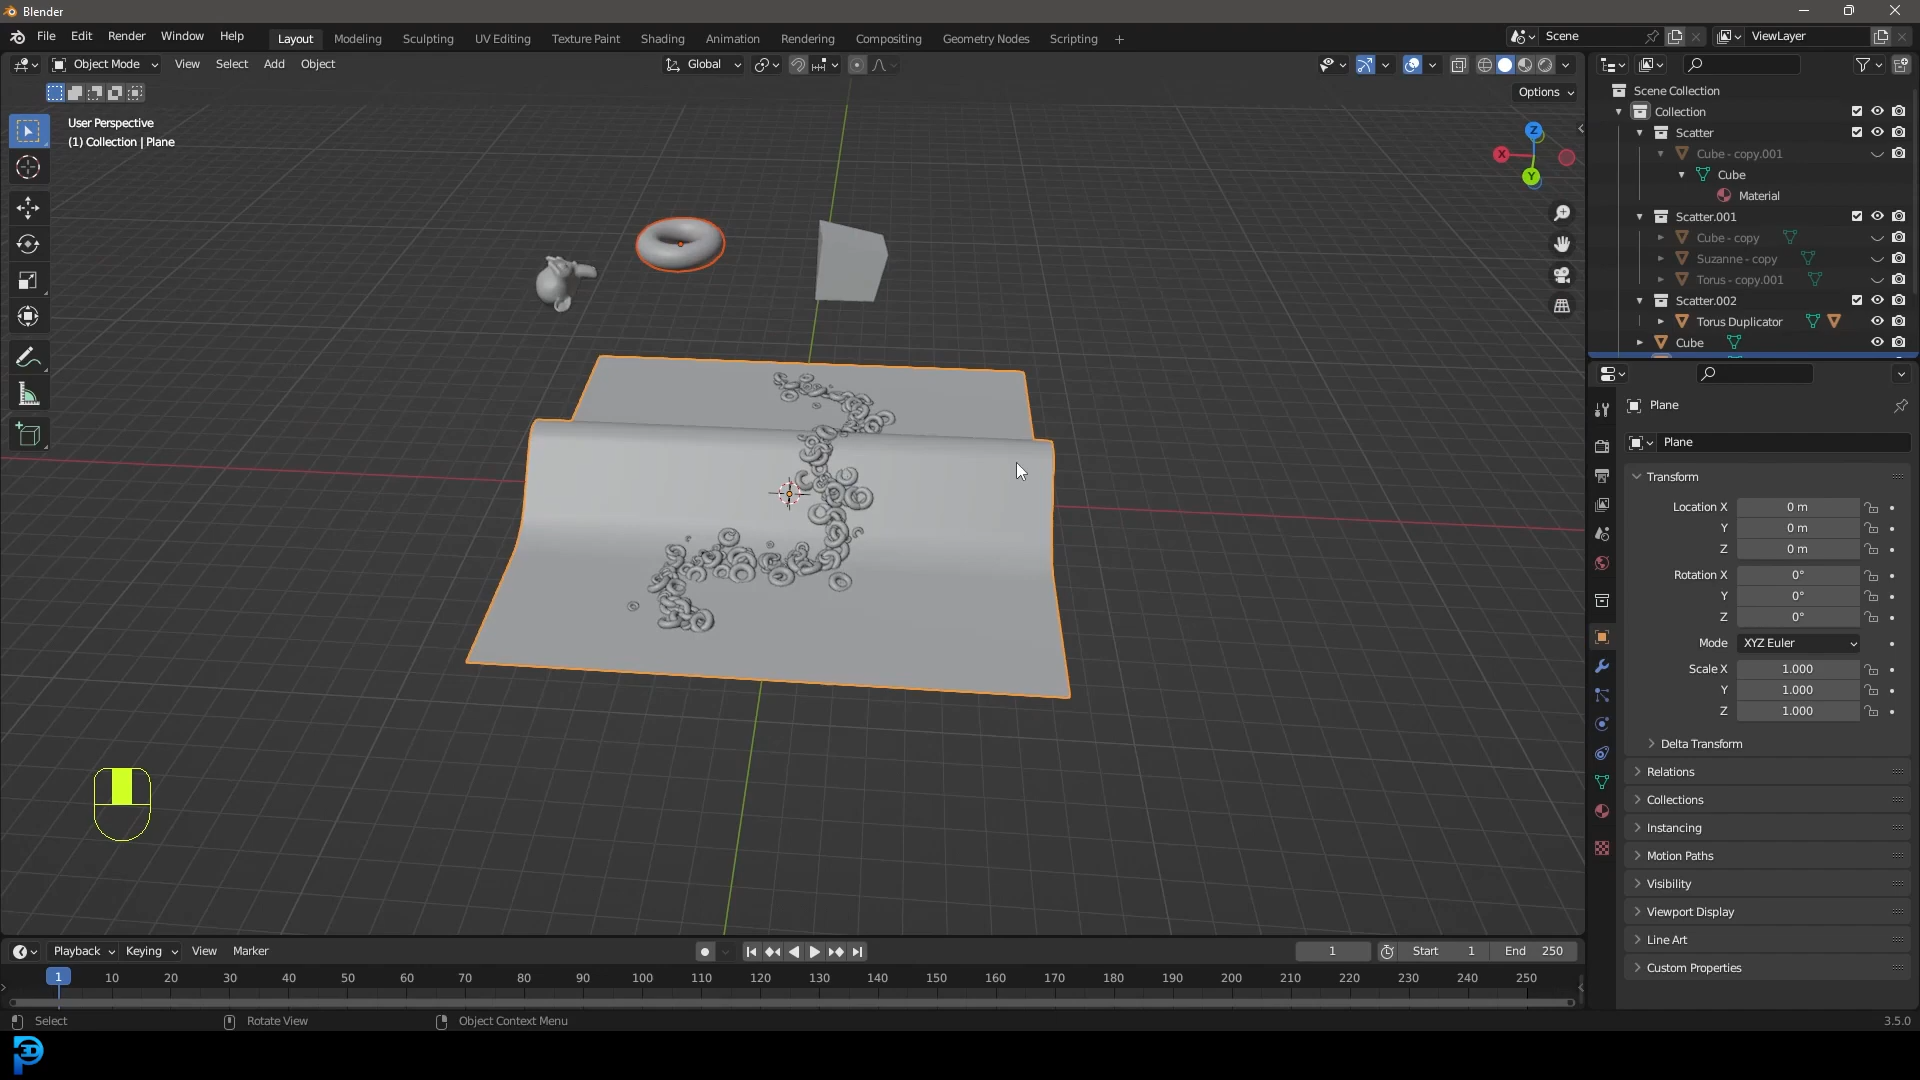 Blender
File Edit Render Window Help Layout Modeling Sculpting UV Editing Texture Paint Shading Animation Rendering Compositing Geometry Nodes Scripting + Scene ViewLayer
Object Mode View Select Add Object Global
Options
User Perspective
(1) Collection | Plane
Z
X
Y
Scene Collection
Collection
Scatter
Cube - copy.001
Cube
Material
Scatter.001
Cube - copy
Suzanne - copy
Torus - copy.001
Scatter.002
Torus Duplicator
Cube
Plane
Plane
Transform
Location X 0 m
Y 0 m
Z 0 m
Rotation X 0°
Y 0°
Z 0°
Mode XYZ Euler
Scale X 1.000
Y 1.000
Z 1.000
Delta Transform
Relations
Collections
Instancing
Motion Paths
Visibility
Viewport Display
Line Art
Custom Properties
Playback Keying View Marker 1 Start 1 End 250
1 10 20 30 40 50 60 70 80 90 100 110 120 130 140 150 160 170 180 190 200 210 220 230 240 250
Select Rotate View Object Context Menu 3.5.0